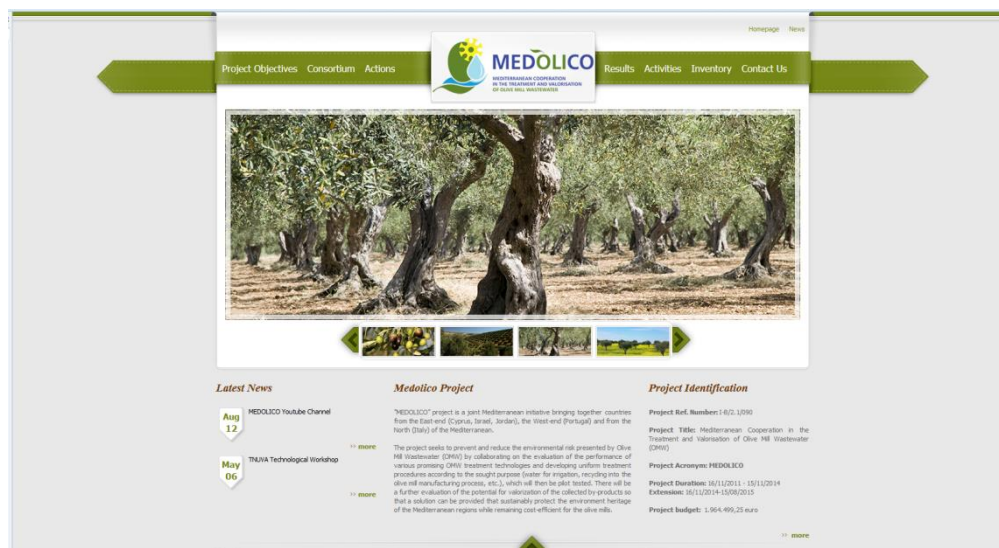 Homepage News
Project Objectives Consortium Actions
MEDOLICO
MEDITERRANEAN COOPERATION
IN THE TREATMENT AND VALORISATION
OF OLIVE MILL WASTEWATER
Results Activities Inventory Contact Us
Latest News
Aug
12
MEDOLICO Youtube Channel
more
May
06
TNUVA Technological Workshop
more
Medolico Project
"MEDOLICO" project is a joint Mediterranean initiative bringing together countries
from the East-end (Cyprus, Israel, Jordan), the West-end (Portugal) and from the
North (Italy) of the Mediterranean.
The project seeks to prevent and reduce the environmental risk presented by Olive
Mill Wastewater (OMW) by collaborating on the evaluation of the performance of
various promising OMW treatment technologies and developing uniform treatment
procedures according to the sought purpose (water for irrigation, recycling into the
olive mill manufacturing process, etc.), which will then be pilot tested. There will be
a further evaluation of the potential for valorization of the collected by-products so
that a solution can be provided that sustainably protect the environment heritage
of the Mediterranean regions while remaining cost-efficient for the olive mills.
Project Identification
Project Ref. Number: I-B/2.1/090
Project Title: Mediterranean Cooperation in the
Treatment and Valorisation of Olive Mill Wastewater
(OMW)
Project Acronym: MEDOLICO
Project Duration: 16/11/2011 - 15/11/2014
Extension: 16/11/2014-15/08/2015
Project budget: 1.964.499,25 euro
more